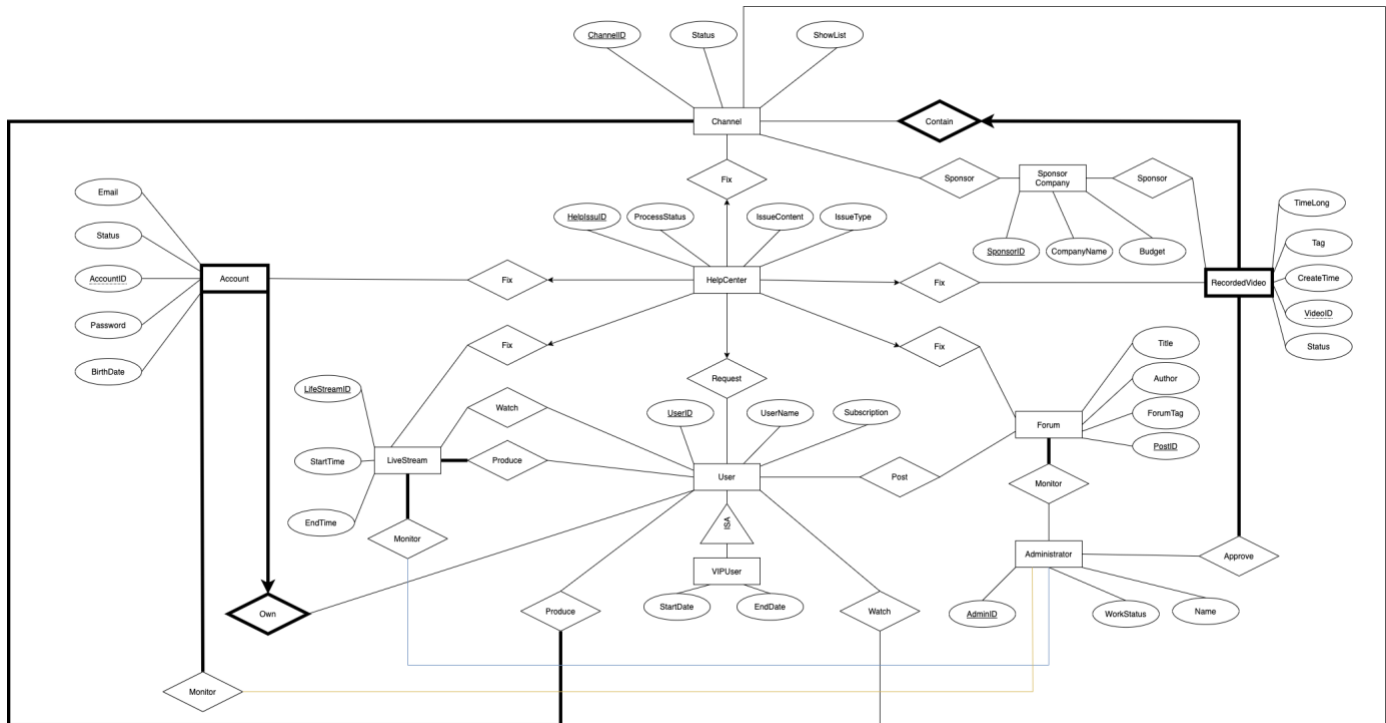 ChannelID
Status
ShowList
Channel
Contain
Fix
Sponsor
Sponsor
Company
Sponsor
Email
Status
AccountID
Password
BirthDate
Account
HelpIssuID
ProcessStatus
IssueContent
IssueType
SponsorID
CompanyName
Budget
TimeLong
Tag
CreateTime
VideoID
Status
RecordedVideo
Fix
HelpCenter
Fix
Fix
Fix
Request
Title
Author
ForumTag
PostID
Forum
LifeStreamID
StartTime
EndTime
LiveStream
Watch
Produce
UserID
UserName
Subscription
User
Post
Monitor
Monitor
ISA
VIPUser
StartDate
EndDate
Administrator
Approve
AdminID
WorkStatus
Name
Own
Produce
Watch
Monitor